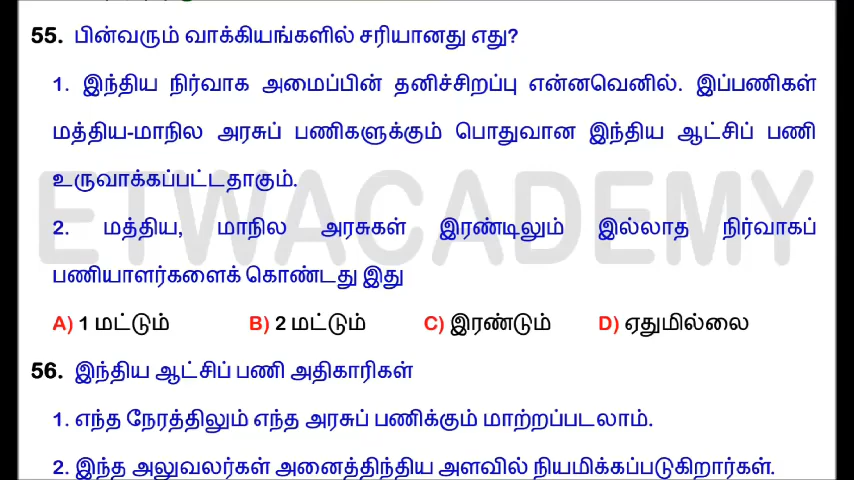 55. பின்வரும் வாக்கியங்களில் சரியானது எது?
1. இந்திய நிர்வாக அமைப்பின் தனிச்சிறப்பு என்னவெனில். இப்பணிகள்
மத்திய-மாநில அரசுப் பணிகளுக்கும் பொதுவான இந்திய ஆட்சிப் பணி
உருவாக்கப்பட்டதாகும்.
ETWACADEMY
2. மத்திய, மாநில அரசுகள் இரண்டிலும் இல்லாத நிர்வாகப்
பணியாளர்களைக் கொண்டது இது
A) 1 மட்டும் B) 2 மட்டும் C) இரண்டும் D) ஏதுமில்லை
56. இந்திய ஆட்சிப் பணி அதிகாரிகள்
1. எந்த நேரத்திலும் எந்த அரசுப் பணிக்கும் மாற்றப்படலாம்.
2. இந்த அலுவலர்கள் அனைத்திந்திய அளவில் நியமிக்கப்படுகிறார்கள்.